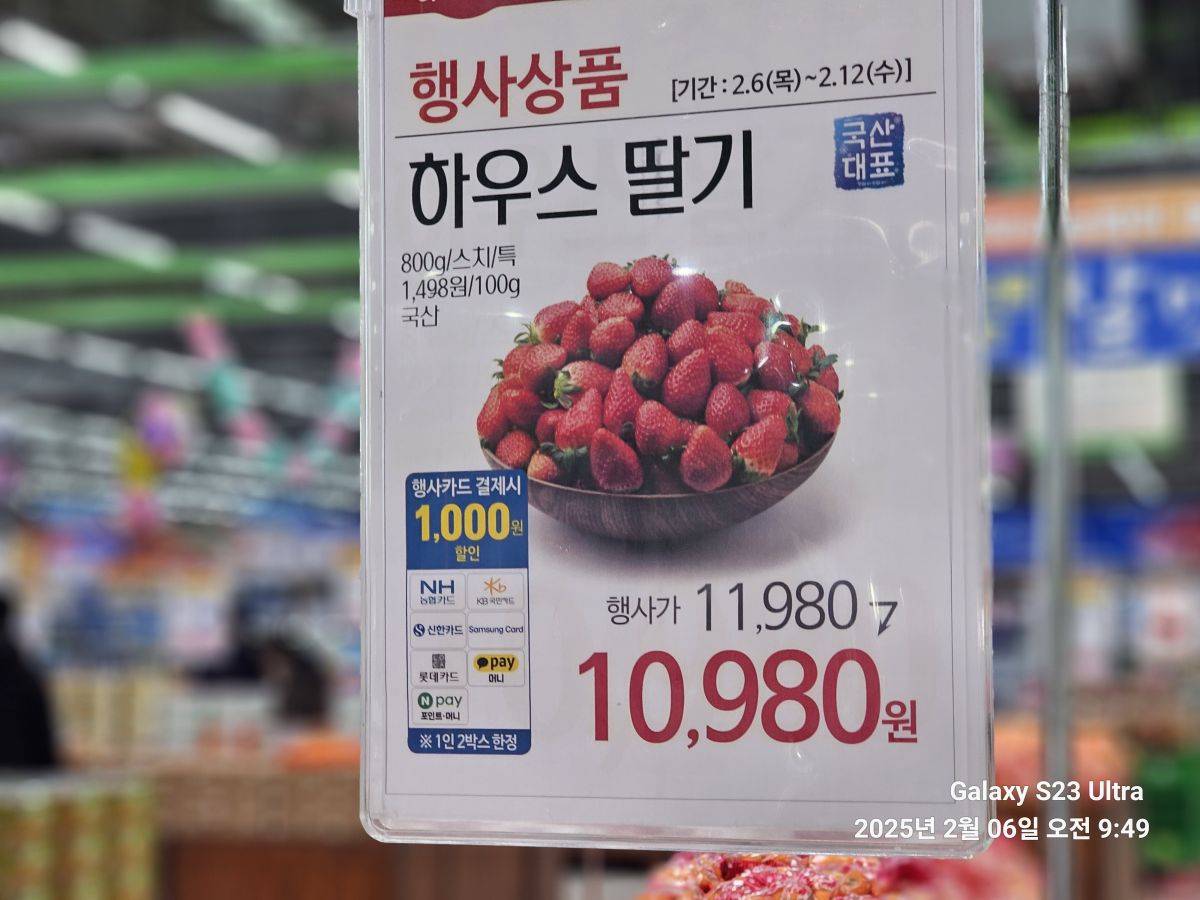 행사상품
[기간 : 2.6(목)~2.12(수)]
하우스 딸기
국산
대표
800g/스치/특
1,498원/100g
국산
행사카드 결제시
1,000원
할인
NH
농협카드
KB 국민카드
신한카드
Samsung Card
롯데카드
pay
머니
N pay
포인트·머니
※ 1인 2박스 한정
행사가 11,980
10,980원
Galaxy S23 Ultra
2025년 2월 06일 오전 9:49